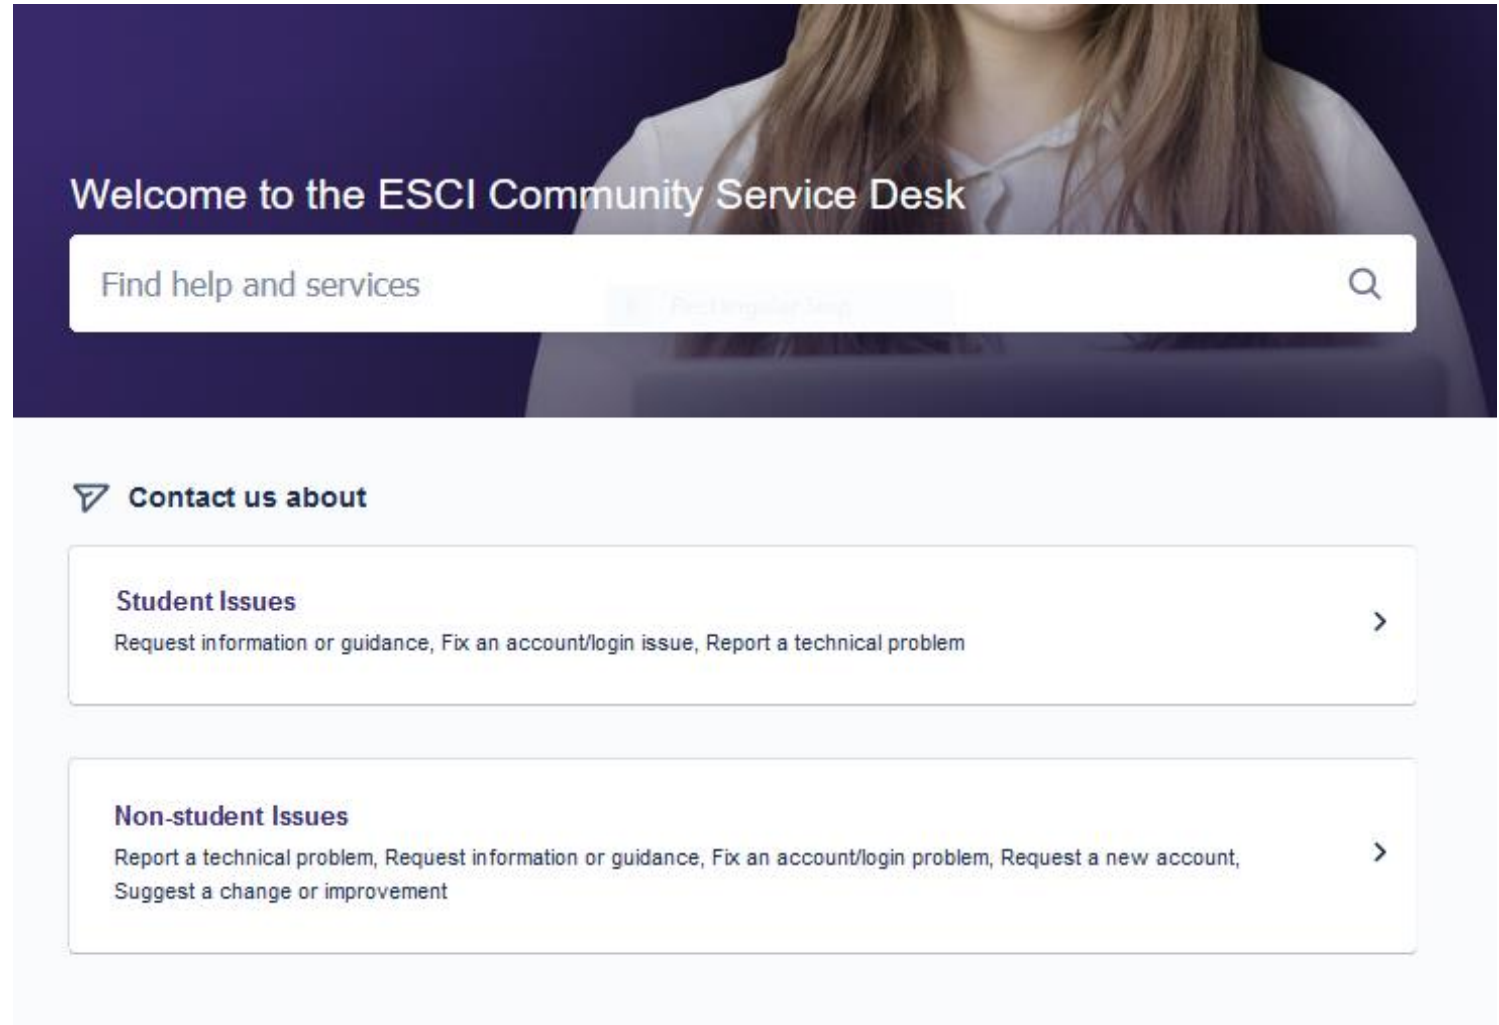 Welcome to the ESCI Community Service Desk
Find help and services
Contact us about
Student Issues
Request information or guidance, Fix an account/login issue, Report a technical problem
Non-student Issues
Report a technical problem, Request information or guidance, Fix an account/login problem, Request a new account,
Suggest a change or improvement